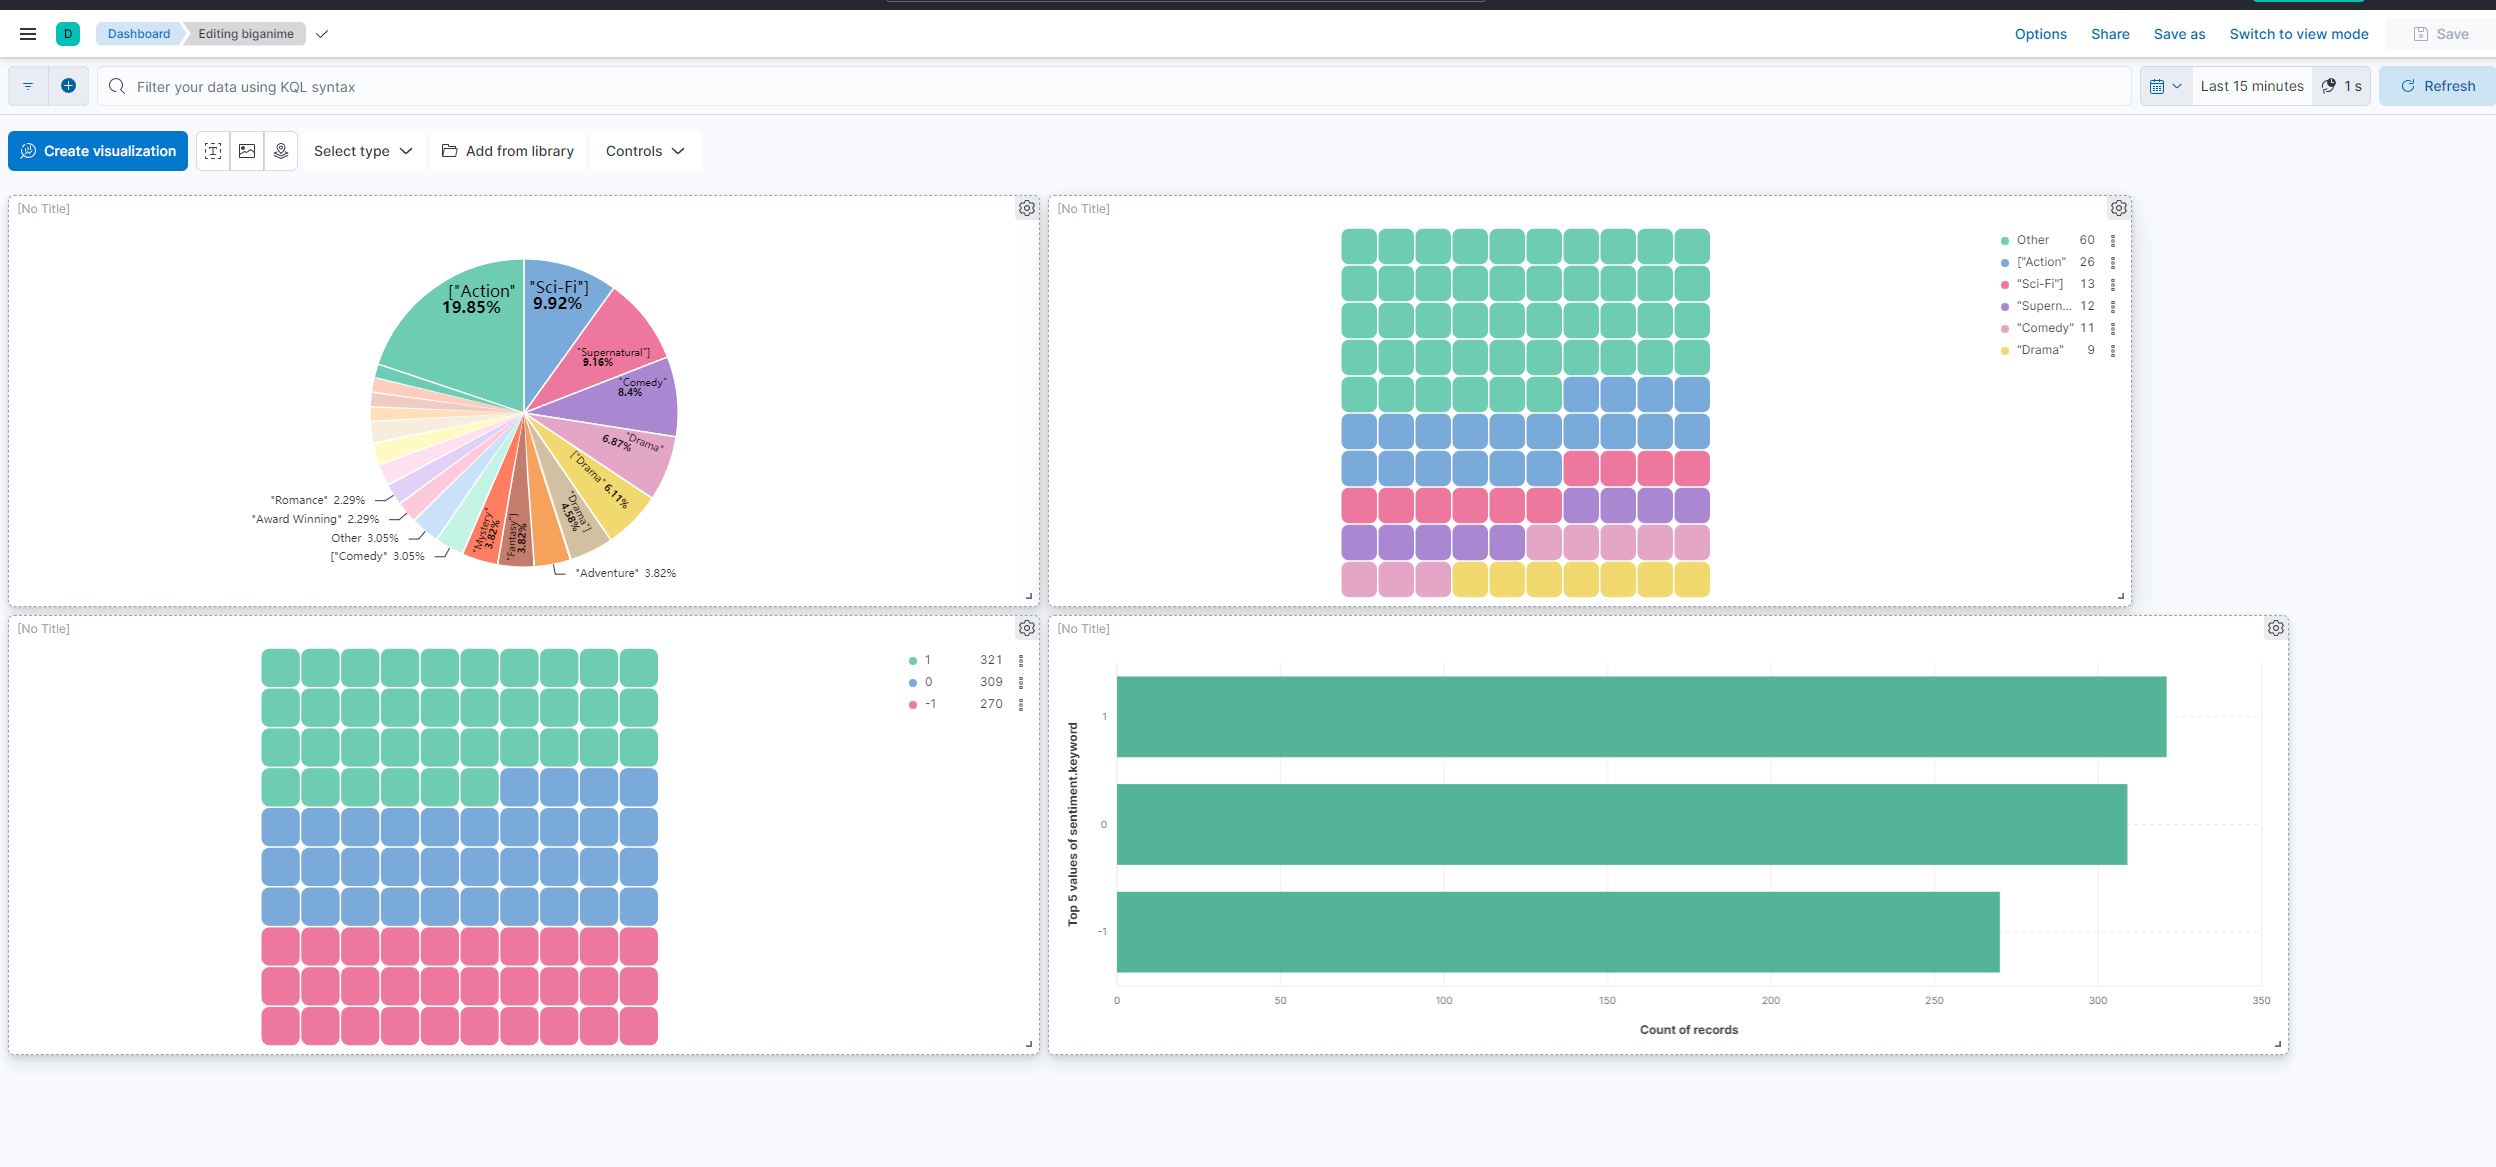 D Dashboard Editing biganime Options Share Save as Switch to view mode Save
Filter your data using KQL syntax Last 15 minutes 1 s Refresh
Create visualization Select type Add from library Controls
[No Title]
["Action"
19.85%
"Sci-Fi"]
9.92%
"Supernatural"]
9.16%
"Comedy"
8.4%
"Drama"
6.87%
["Drama" 6.11%
"Drama"]
4.58%
"Adventure" 3.82%
"Fantasy"]
3.82%
"Mystery"
3.82%
["Comedy" 3.05%
Other 3.05%
"Award Winning" 2.29%
"Romance" 2.29%
[No Title]
Other 60
["Action" 26
"Sci-Fi"] 13
"Supern... 12
"Comedy" 11
"Drama" 9
[No Title]
1 321
0 309
-1 270
[No Title]
Top 5 values of sentiment.keyword
1
0
-1
0 50 100 150 200 250 300 350
Count of records